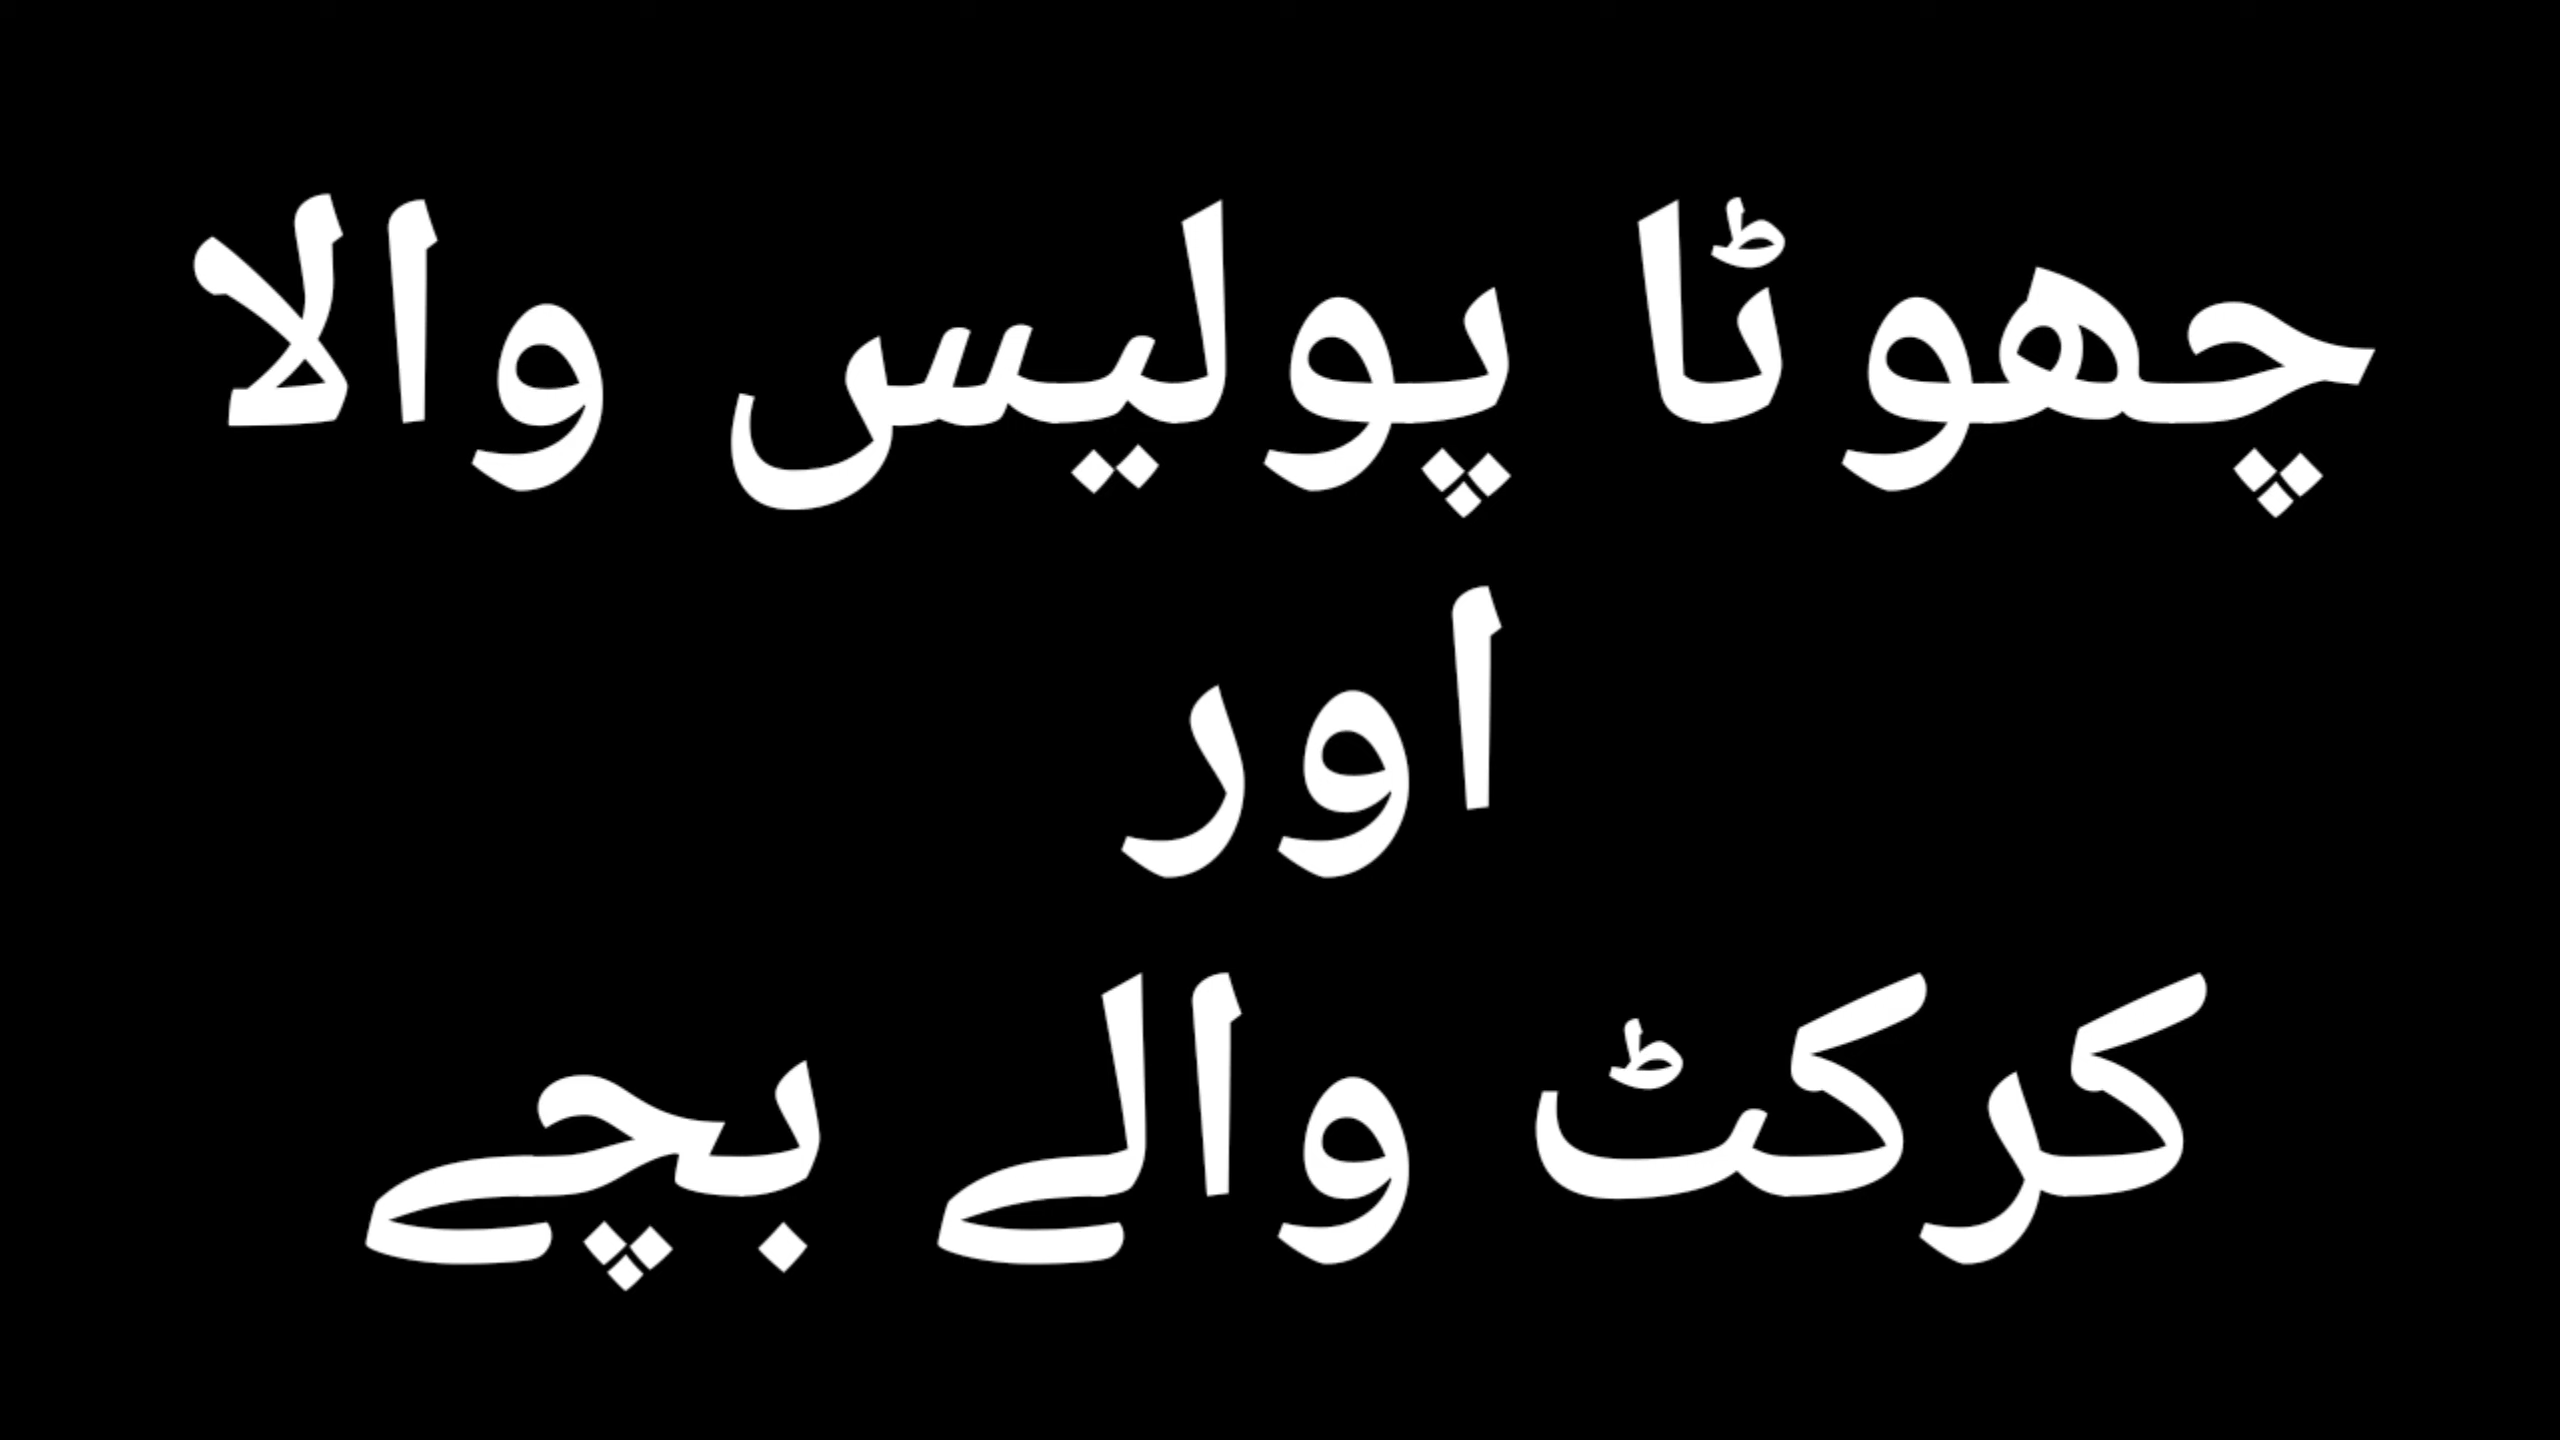 چھوٹا پولیس والا
اور
کرکٹ والے بچے